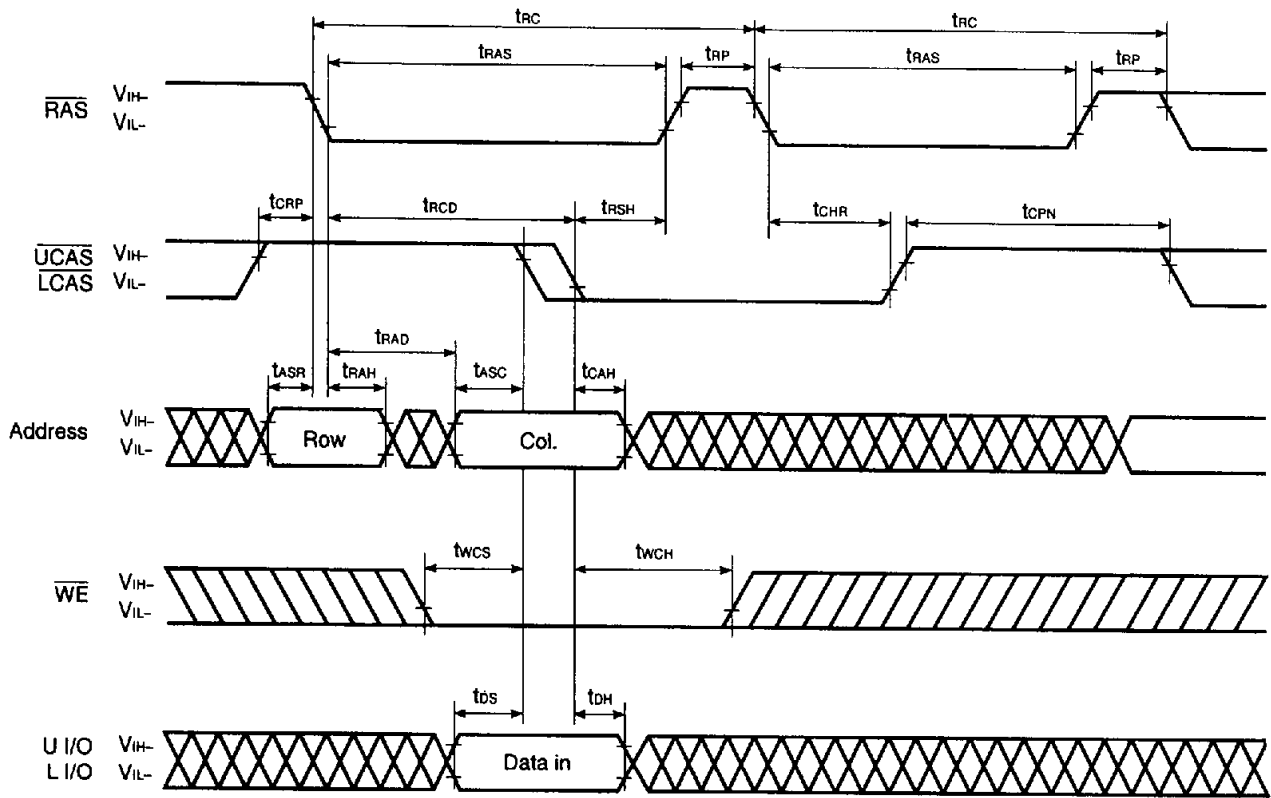 tRC tRC
tRAS tRP tRAS tRP
RAS VIH–
VIL–
tCRP tRCD tRSH tCHR tCPN
UCAS VIH–
LCAS VIL–
tRAD
tASR tRAH tASC tCAH
Address VIH–
VIL–
Row Col.
tWCS tWCH
WE VIH–
VIL–
tDS tDH
U I/O VIH–
L I/O VIL–
Data in